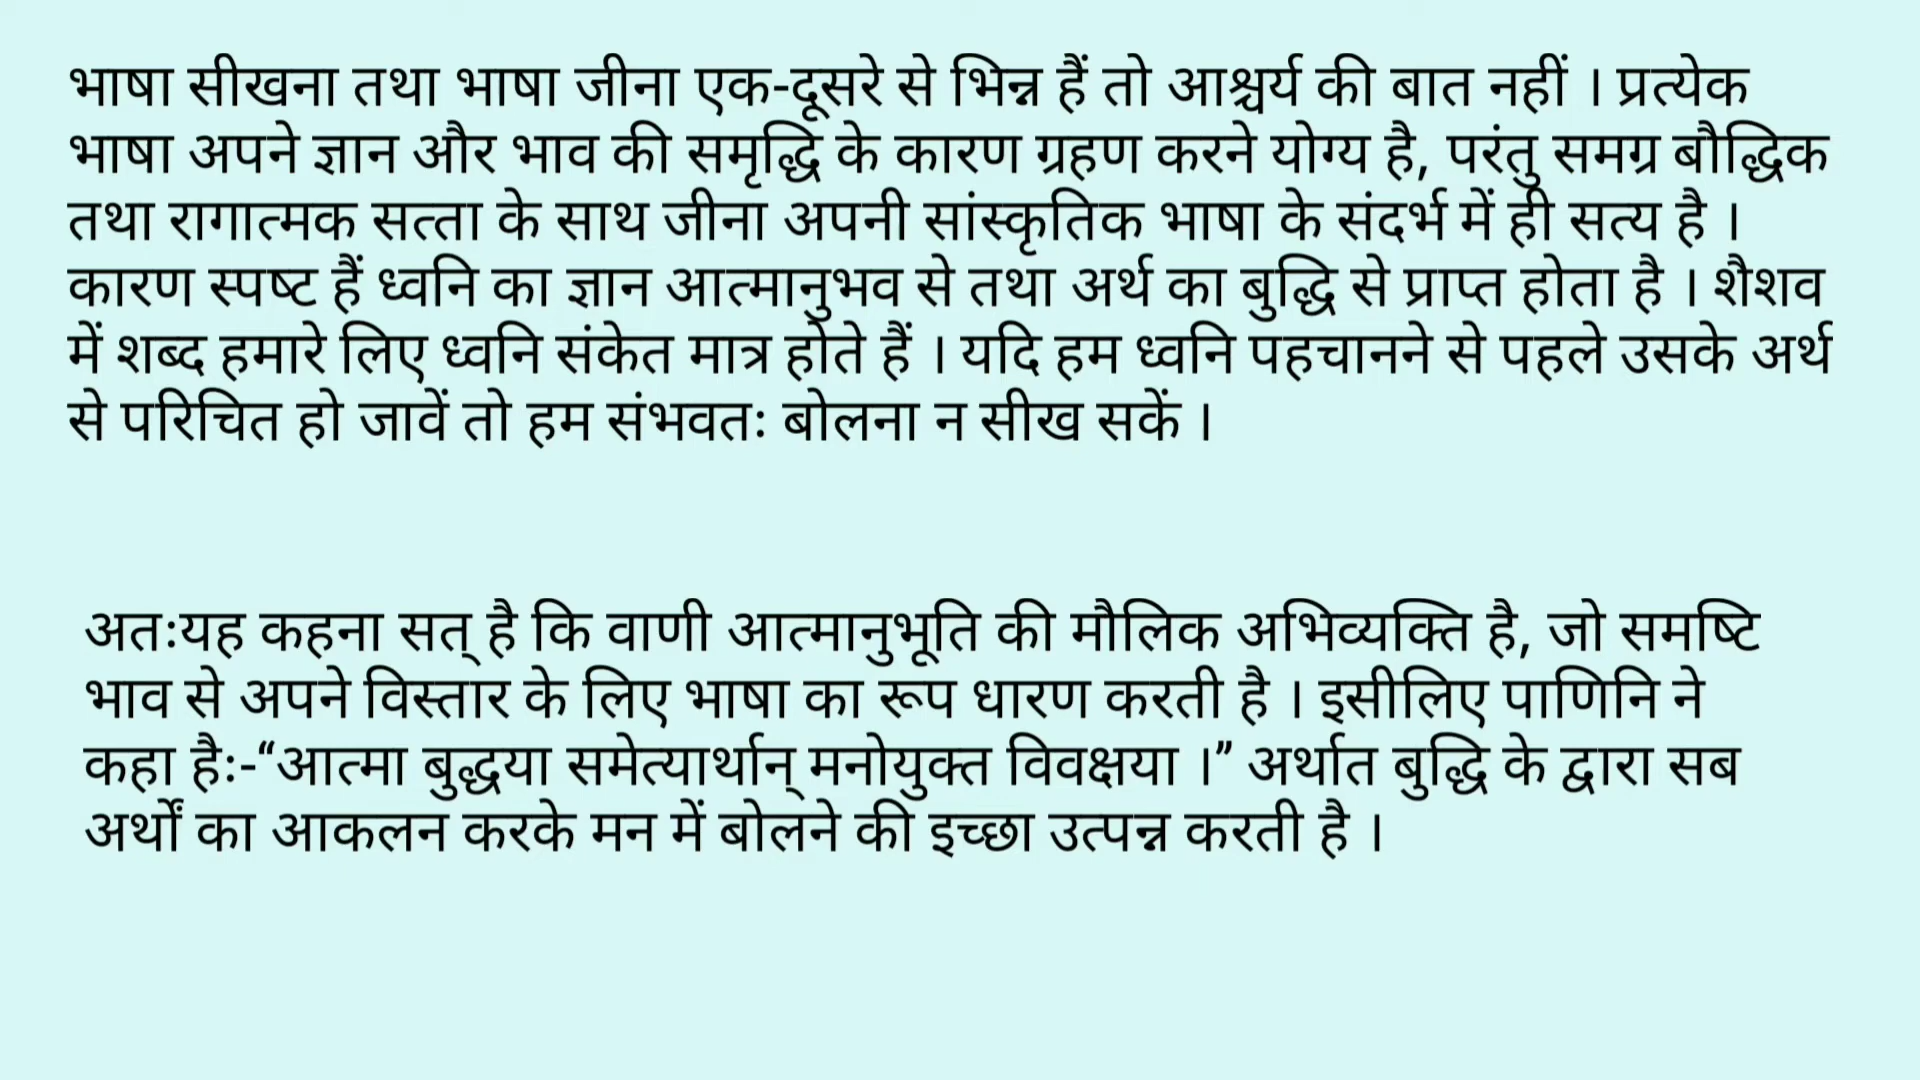 भाषा सीखना तथा भाषा जीना एक-दूसरे से भिन्न हैं तो आश्चर्य की बात नहीं । प्रत्येक
भाषा अपने ज्ञान और भाव की समृद्धि के कारण ग्रहण करने योग्य है, परंतु समग्र बौद्धिक
तथा रागात्मक सत्ता के साथ जीना अपनी सांस्कृतिक भाषा के संदर्भ में ही सत्य है ।
कारण स्पष्ट हैं ध्वनि का ज्ञान आत्मानुभव से तथा अर्थ का बुद्धि से प्राप्त होता है । शैशव
में शब्द हमारे लिए ध्वनि संकेत मात्र होते हैं । यदि हम ध्वनि पहचानने से पहले उसके अर्थ
से परिचित हो जावें तो हम संभवतः बोलना न सीख सकें ।
अतःयह कहना सत् है कि वाणी आत्मानुभूति की मौलिक अभिव्यक्ति है, जो समष्टि
भाव से अपने विस्तार के लिए भाषा का रूप धारण करती है । इसीलिए पाणिनि ने
कहा हैः-“आत्मा बुद्धया समेत्यार्थान् मनोयुक्त विवक्षया ।” अर्थात बुद्धि के द्वारा सब
अर्थों का आकलन करके मन में बोलने की इच्छा उत्पन्न करती है ।